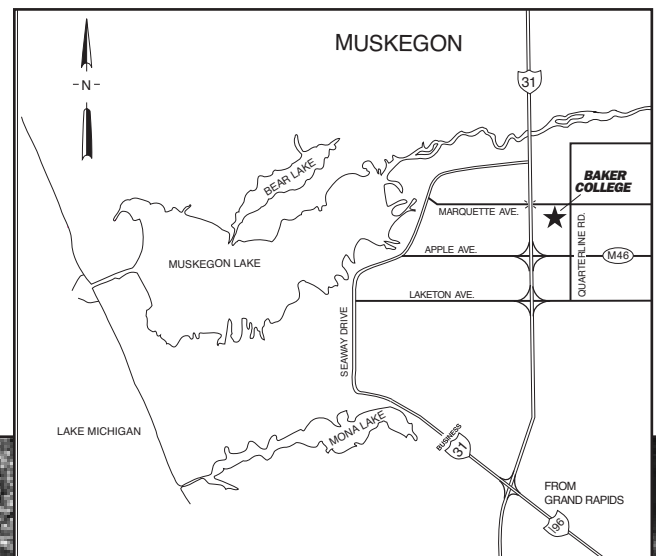 MUSKEGON
N
31
BEAR LAKE
BAKER
COLLEGE
MARQUETTE AVE.
QUARTERLINE RD.
MUSKEGON LAKE
APPLE AVE.
M46
LAKETON AVE.
SEAWAY DRIVE
LAKE MICHIGAN
MONA LAKE
BUSINESS
31
FROM
GRAND RAPIDS
I96